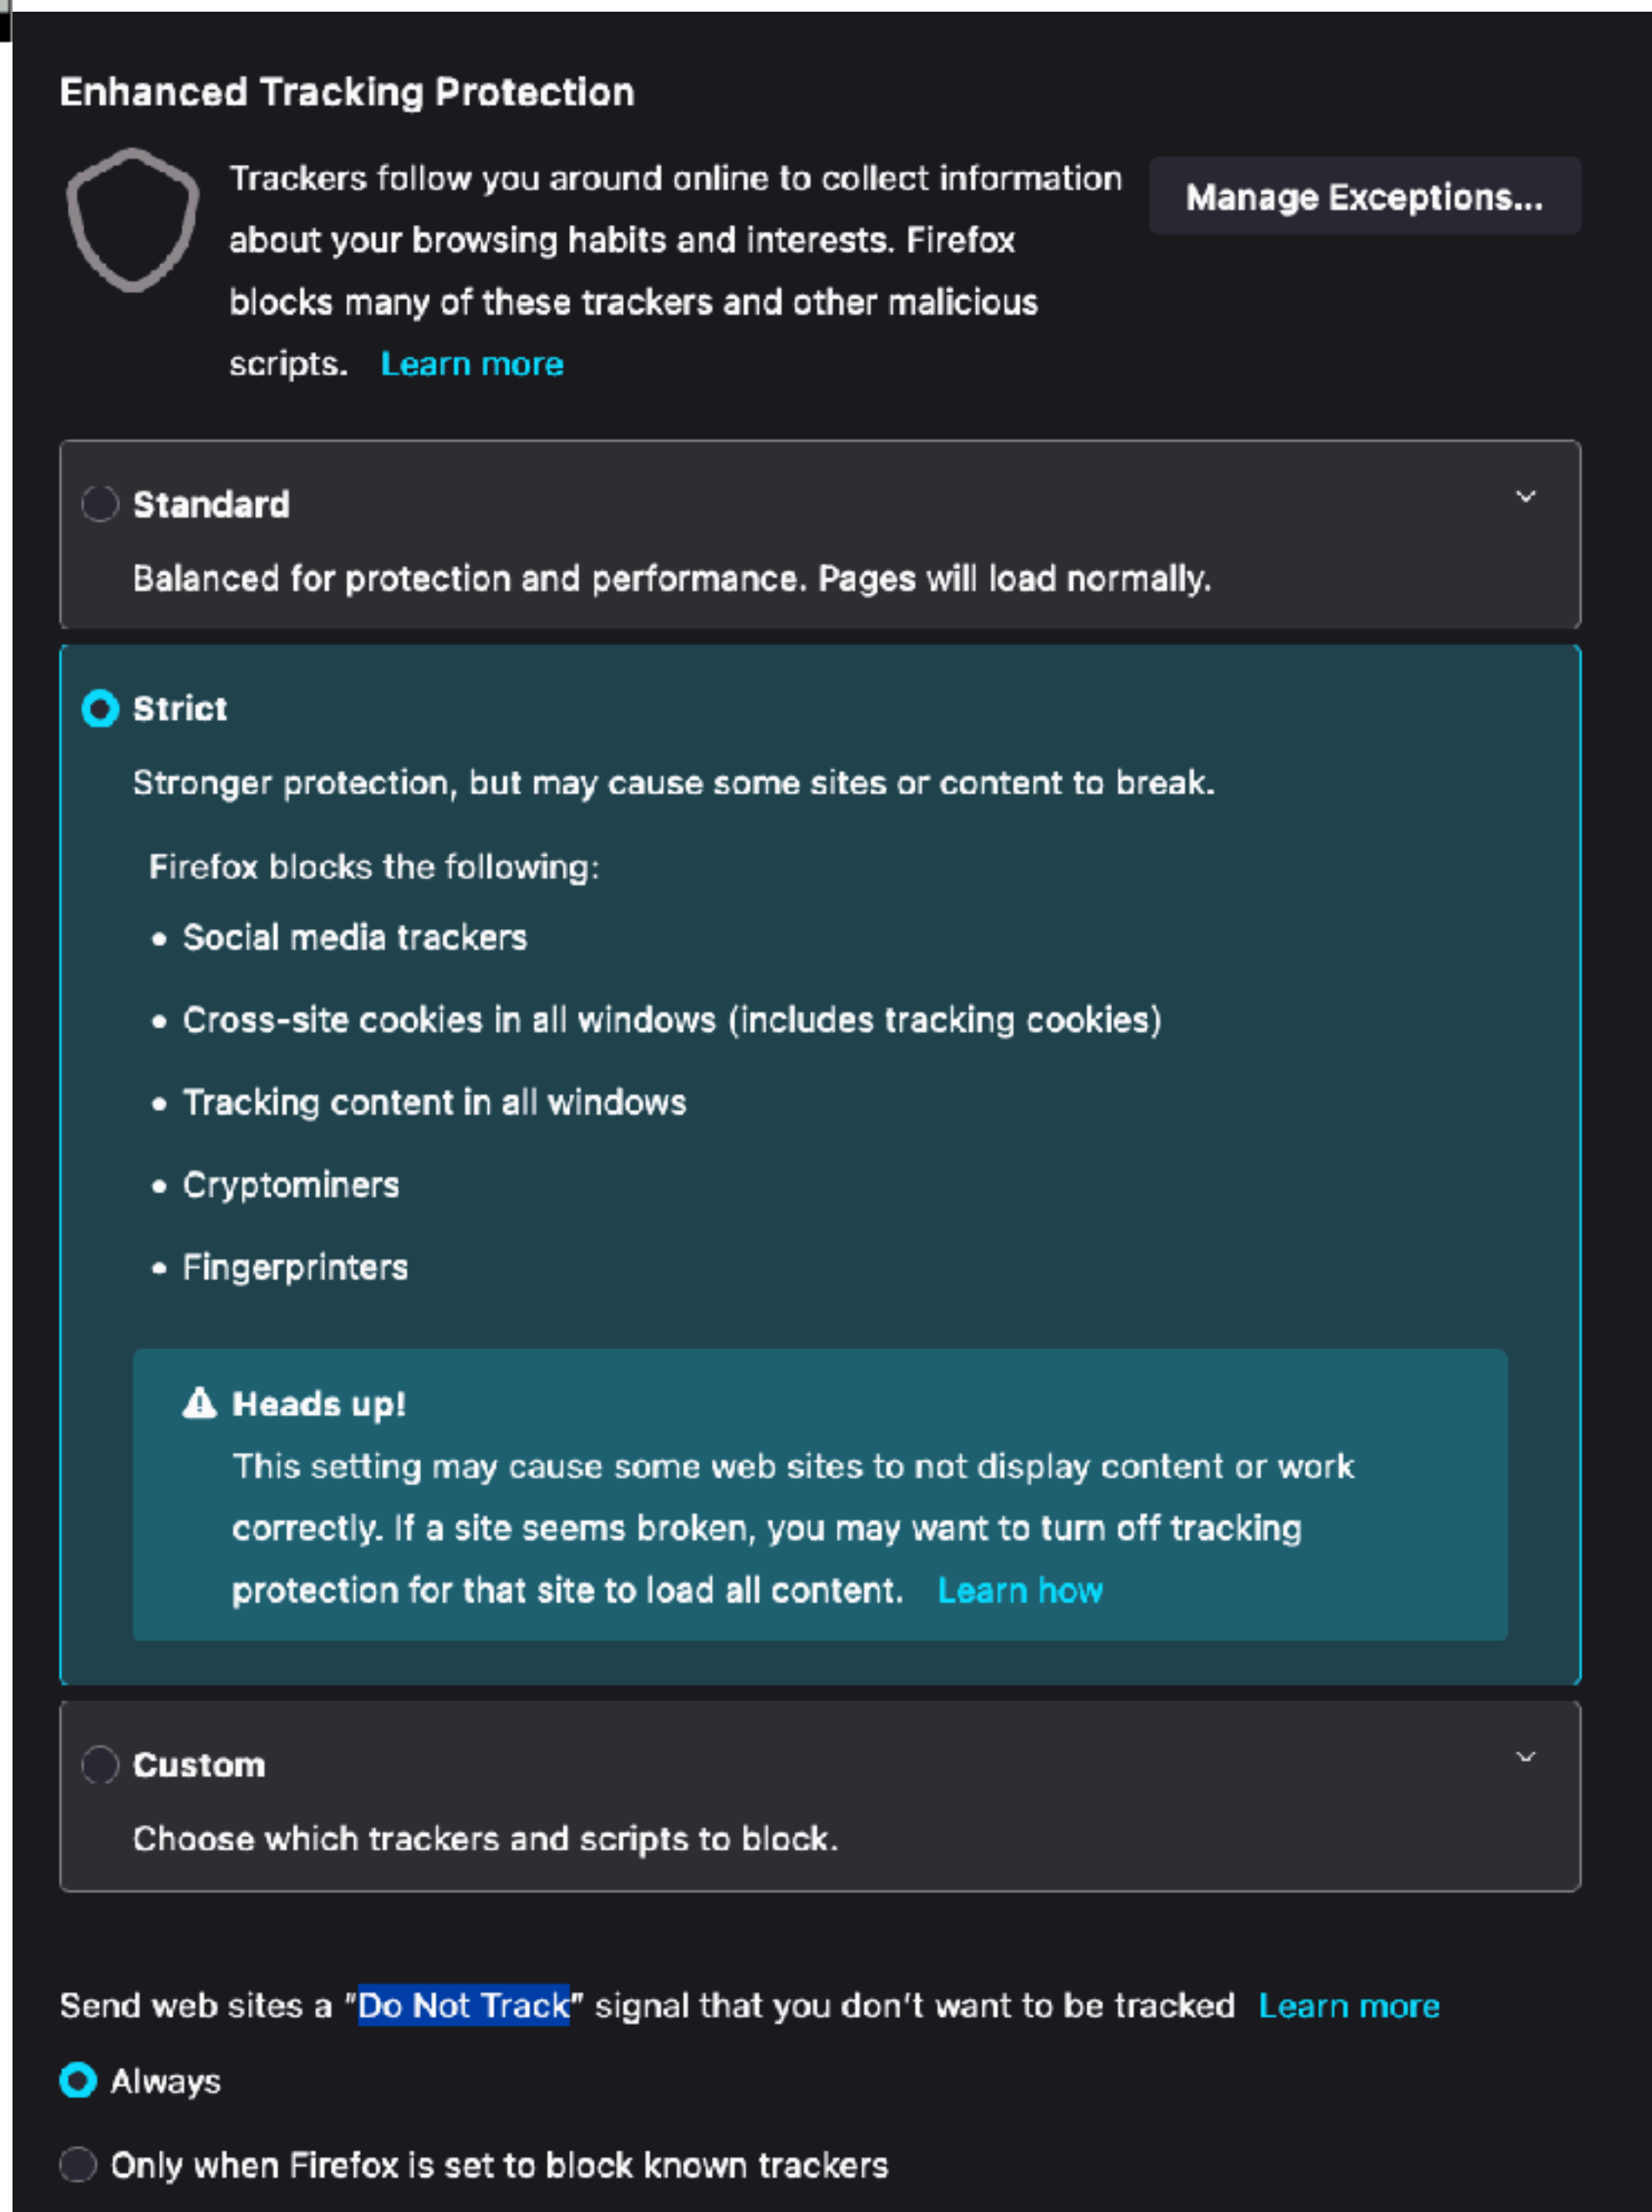 Enhanced Tracking Protection
Trackers follow you around online to collect information
Manage Exceptions...
about your browsing habits and interests. Firefox
blocks many of these trackers and other malicious
scripts. Learn more
Standard
Balanced for protection and performance. Pages will load normally.
Strict
Stronger protection, but may cause some sites or content to break.
Firefox blocks the following:
• Social media trackers
• Cross-site cookies in all windows (includes tracking cookies)
• Tracking content in all windows
• Cryptominers
• Fingerprinters
Heads up!
This setting may cause some web sites to not display content or work
correctly. If a site seems broken, you may want to turn off tracking
protection for that site to load all content. Learn how
Custom
Choose which trackers and scripts to block.
Send web sites a "Do Not Track" signal that you don't want to be tracked Learn more
Always
Only when Firefox is set to block known trackers